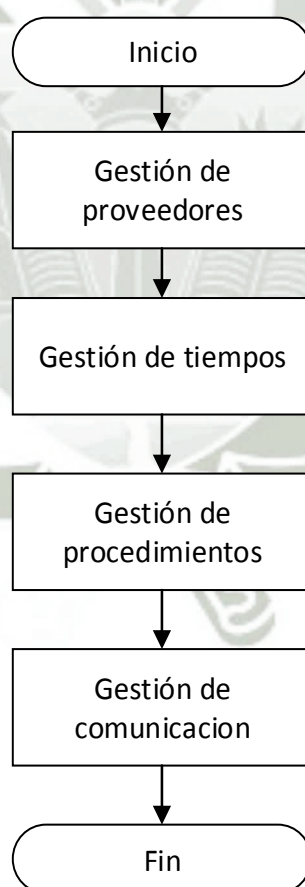 Inicio
Gestión de
proveedores
Gestión de tiempos
Gestión de
procedimientos
Gestión de
comunicacion
Fin